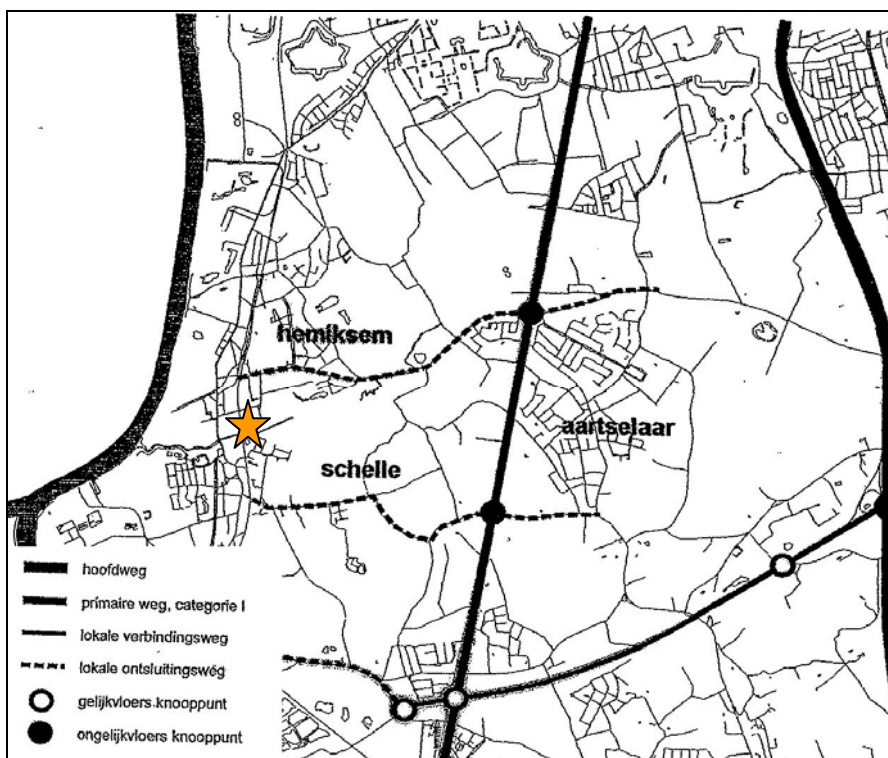 hemiksem
aartselaar
schelle
hoofdweg
primaire weg, categorie I
lokale verbindingsweg
lokale ontsluitingsweg
gelijkvloers knooppunt
ongelijkvloers knooppunt